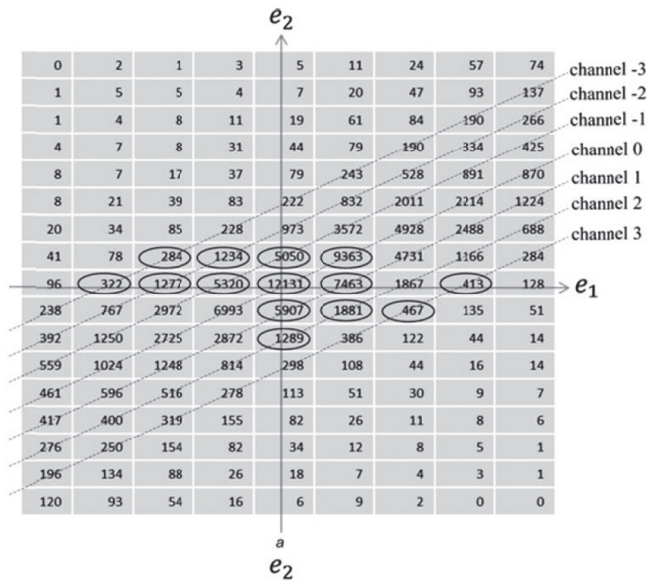 e2
0 2 1 3 5 11 24 57 74 channel -3
1 5 5 4 7 20 47 93 137 channel -2
1 4 8 11 19 61 84 190 266 channel -1
4 7 8 31 44 79 190 334 425 channel 0
8 7 17 37 79 243 528 891 870 channel 1
8 21 39 83 222 832 2011 2214 1224 channel 2
20 34 85 228 973 3572 4928 2488 688 channel 3
41 78 284 1234 5050 9363 4731 1166 284
96 322 1277 5320 12131 7463 1867 413 128 e1
238 767 2972 6993 5907 1881 467 135 51
392 1250 2725 2872 1289 386 122 44 14
559 1024 1248 814 298 108 44 16 14
461 596 516 278 113 51 30 9 7
417 400 319 155 82 26 11 8 6
276 250 154 82 34 12 8 5 1
196 134 88 26 18 7 4 3 1
120 93 54 16 6 9 2 0 0
a
e2